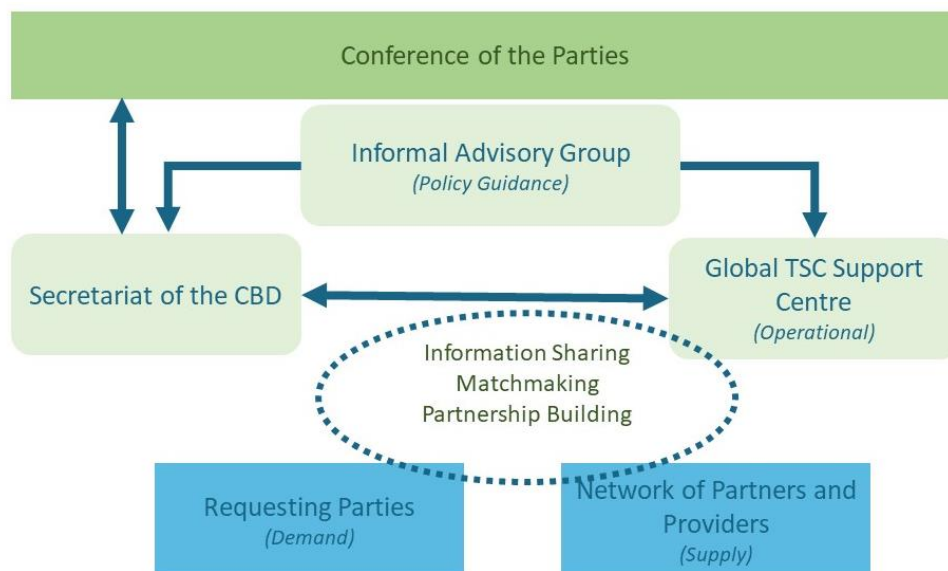 Conference of the Parties
Informal Advisory Group
(Policy Guidance)
Secretariat of the CBD
Global TSC Support
Centre
(Operational)
Information Sharing
Matchmaking
Partnership Building
Requesting Parties
(Demand)
Network of Partners and
Providers
(Supply)